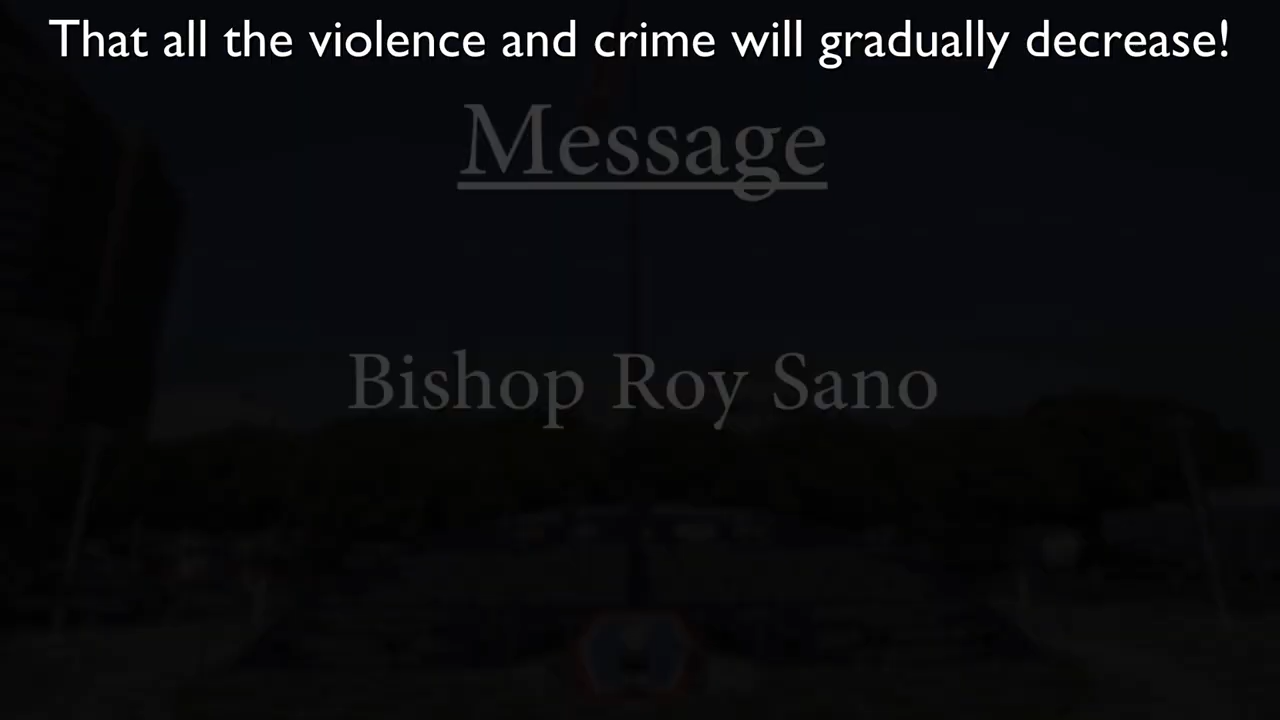 That all the violence and crime will gradually decrease!
Message
Bishop Roy Sano